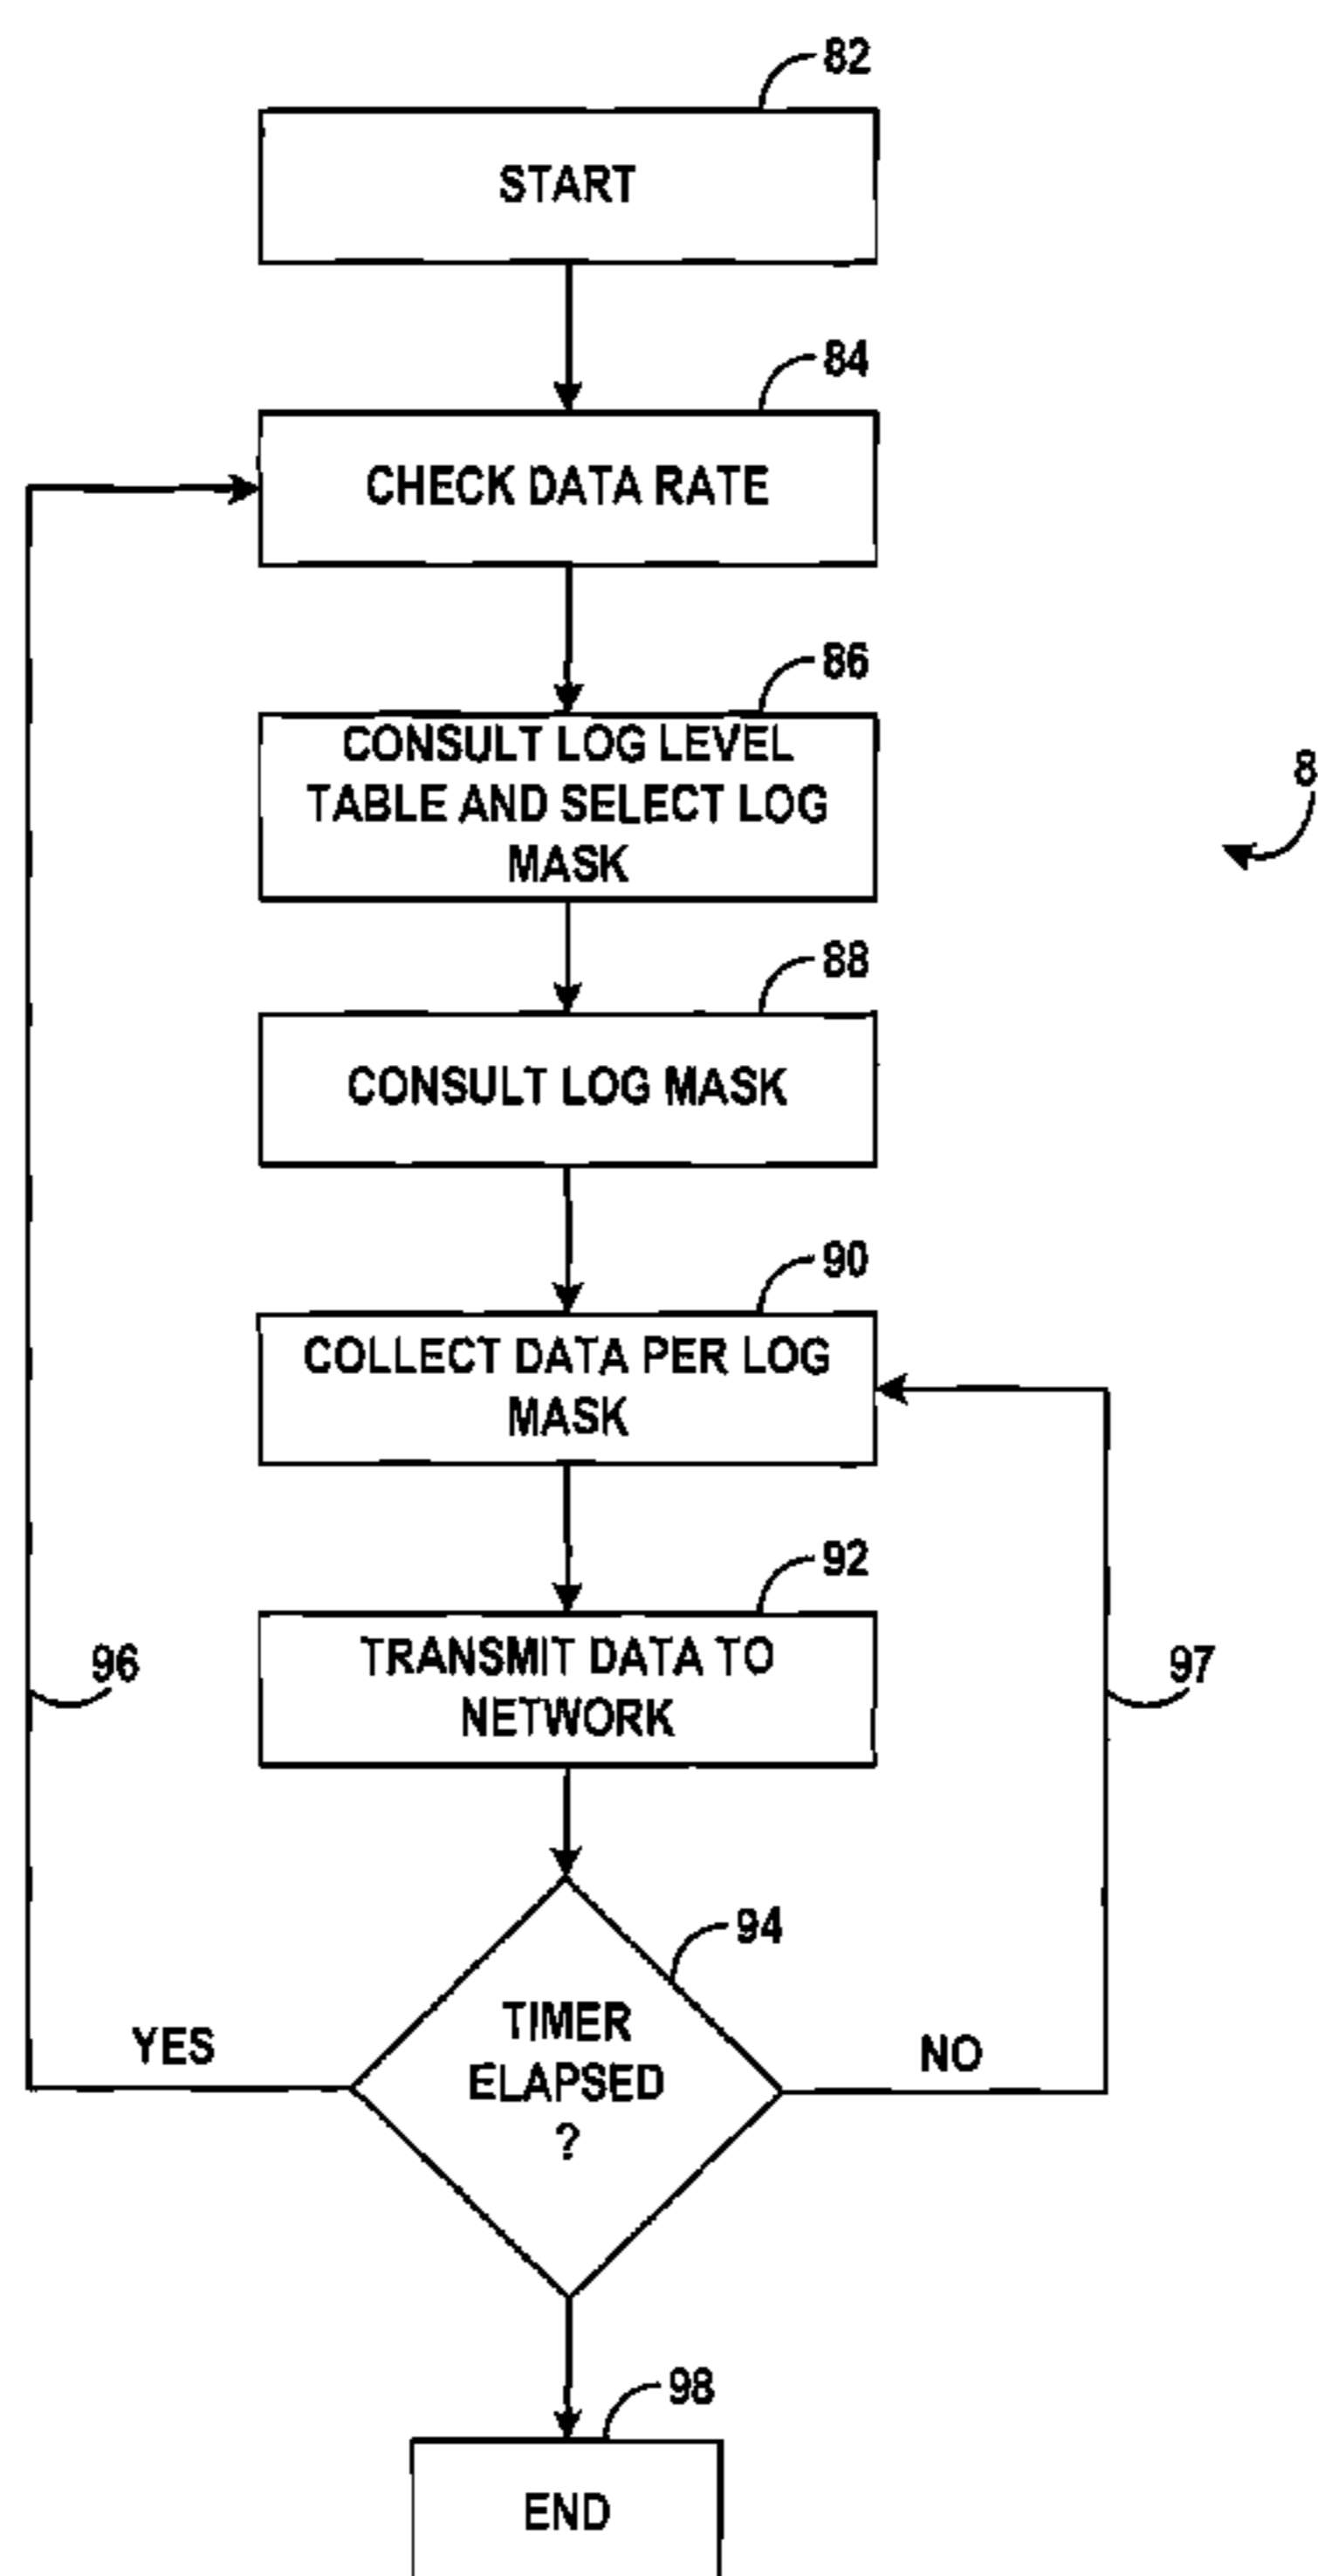 82
START
84
CHECK DATA RATE
86
CONSULT LOG LEVEL
TABLE AND SELECT LOG
MASK
8
88
CONSULT LOG MASK
90
COLLECT DATA PER LOG
MASK
92
TRANSMIT DATA TO
NETWORK
96
97
94
TIMER
ELAPSED
?
YES
NO
98
END